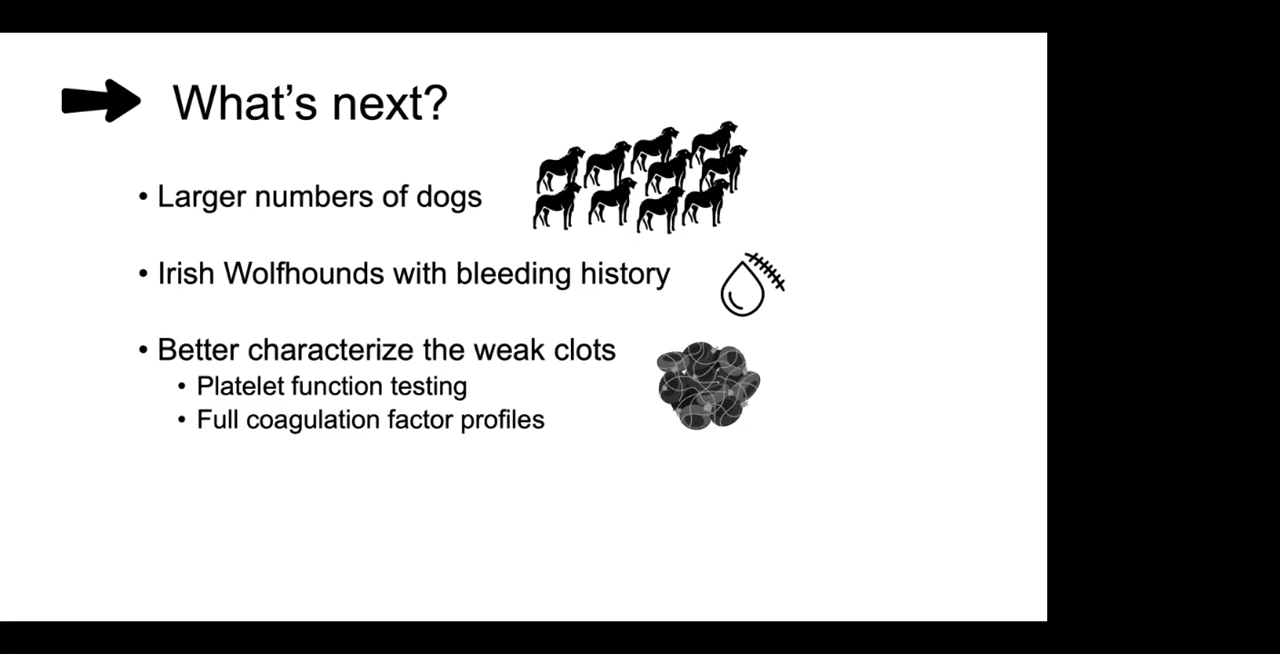 What’s next?
• Larger numbers of dogs
• Irish Wolfhounds with bleeding history
• Better characterize the weak clots
• Platelet function testing
• Full coagulation factor profiles